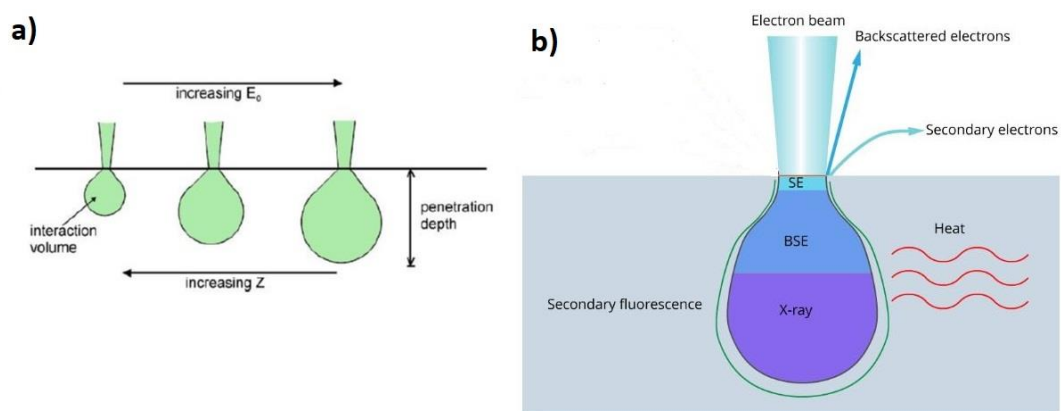 a)
increasing E₀
interaction
volume
penetration
depth
increasing Z
b)
Electron beam
Backscattered electrons
Secondary electrons
SE
BSE
Heat
Secondary fluorescence
X-ray